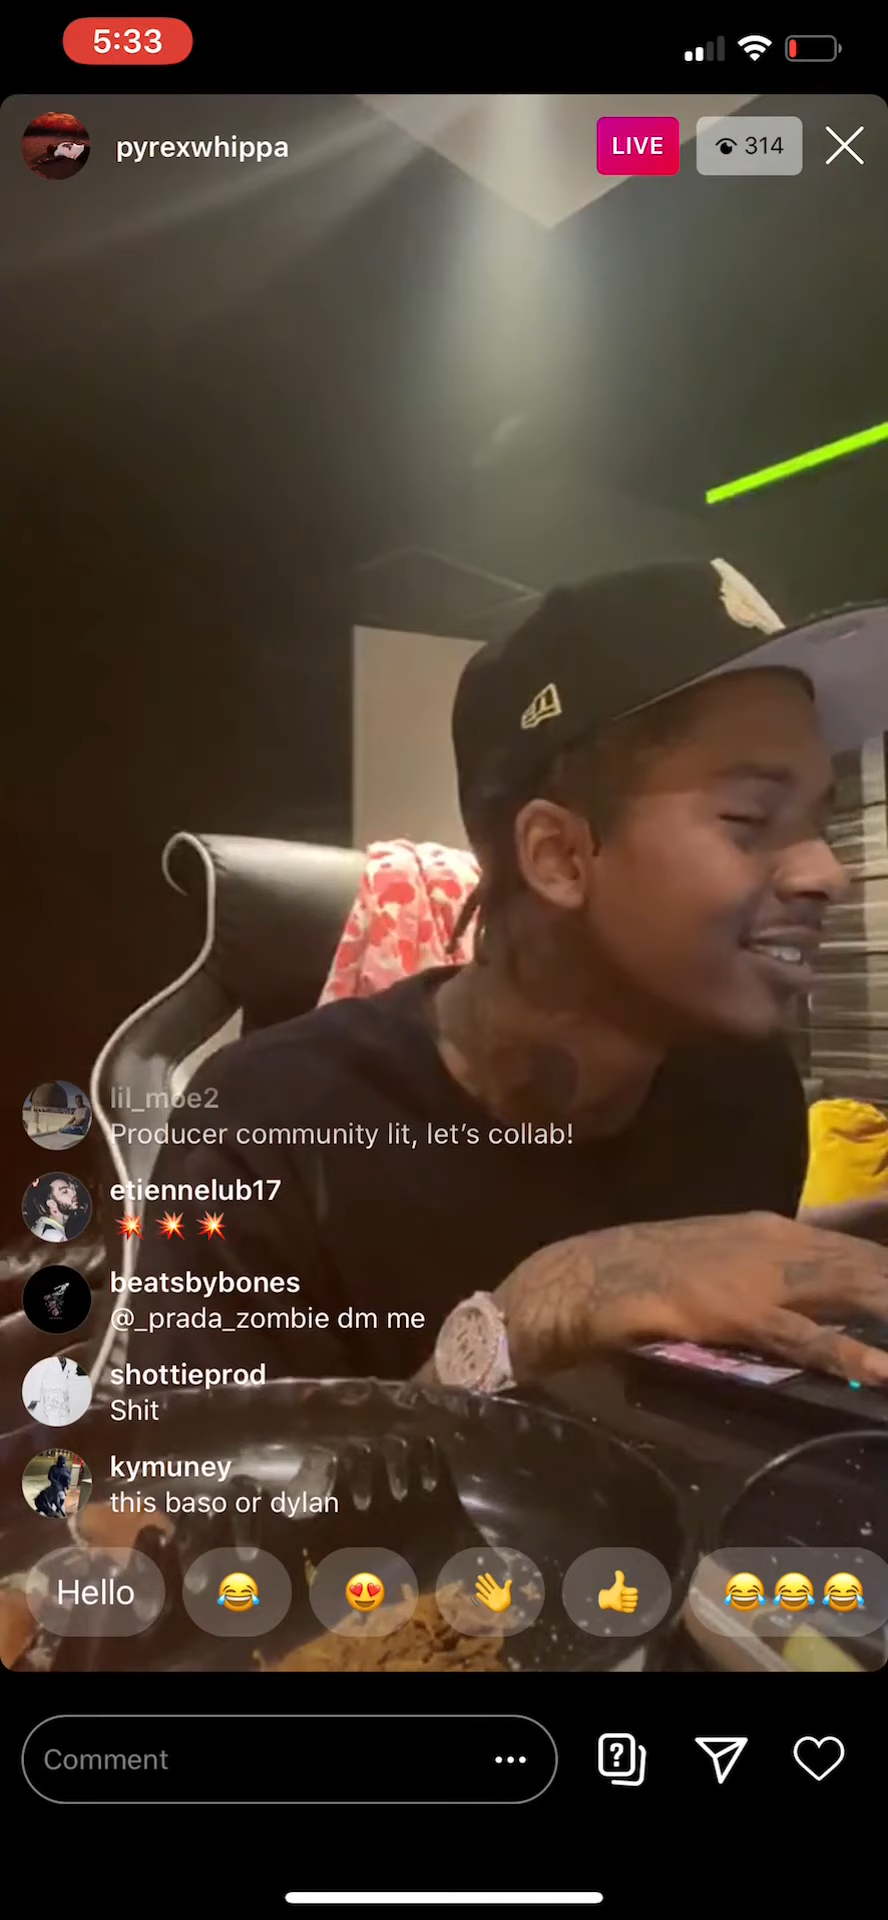 5:33
pyrexwhippa
LIVE
314
lil_moe2
Producer community lit, let’s collab!
etiennelub17
💥 💥 💥
beatsbybones
@_prada_zombie dm me
shottieprod
Shit
kymuney
this baso or dylan
Hello
😂
😍
👋
👍
😂😂😂
Comment